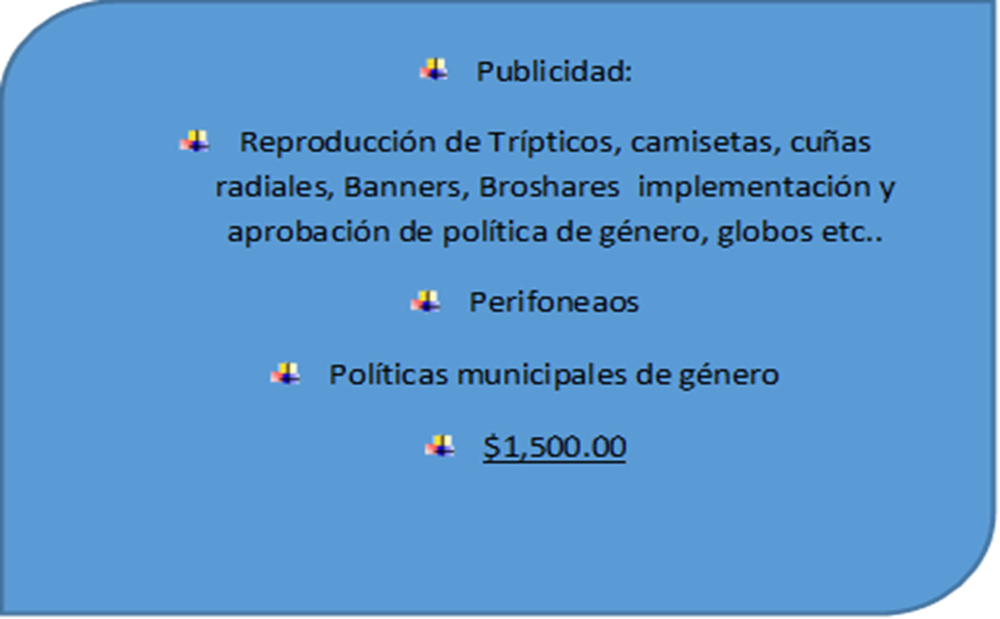 Publicidad:
Reproducción de Trípticos, camisetas, cuñas
radiales, Banners, Broshares  implementación y
aprobación de política de género, globos etc..
Perifoneaos
Políticas municipales de género
$1,500.00